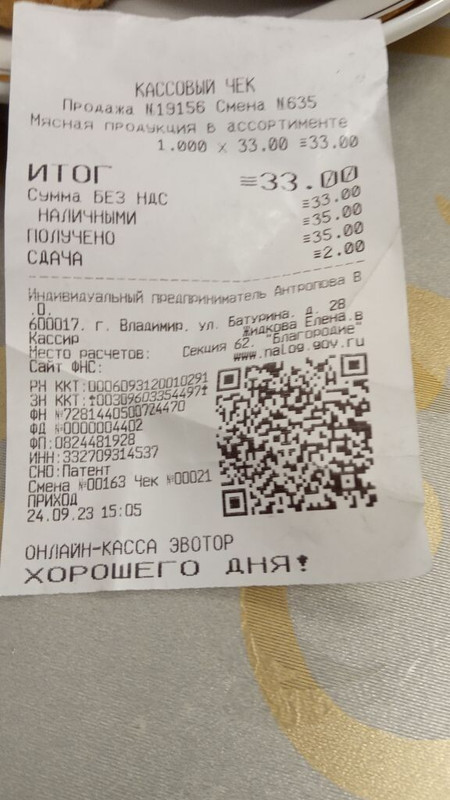 КАССОВЫЙ ЧЕК
Продажа №19156 Смена №635
Мясная продукция в ассортименте
1.000 x 33.00 ≡33.00
ИТОГ ≡33.00
Сумма БЕЗ НДС ≡33.00
НАЛИЧНЫМИ ≡35.00
ПОЛУЧЕНО ≡35.00
СДАЧА ≡2.00
Индивидуальный предприниматель Антропова В
.О.
600017. г. Владимир. ул. Батурина. д. 28
Кассир Жидкова Елена.в
Место расчетов: Секция 62. "Благородие"
Сайт ФНС: www.nalog.gov.ru
РН ККТ:0006093120010291
ЗН ККТ:↑00309603354497↑
ФН №7281440500724470
ФД №0000004402
ФП:0824481928
ИНН:332709314537
СНО:Патент
Смена №00163 Чек №00021
ПРИХОД
24.09.23 15:05
ОНЛАЙН-КАССА ЭВОТОР
ХОРОШЕГО ДНЯ!